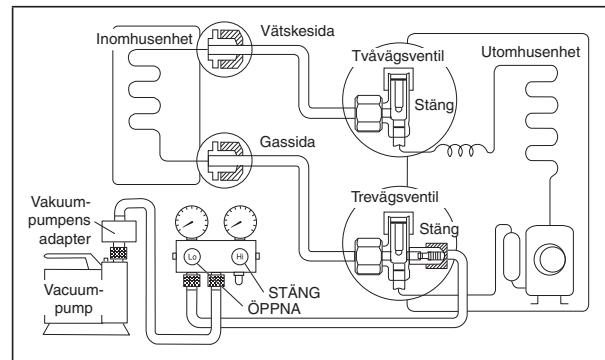 Inomhusenhet
Vätskesida
Tvåvägsventil
Utomhusenhet
Stäng
Gassida
Trevägsventil
Stäng
Vakuum-
pumpens
adapter
Lo
Hi
STÄNG
ÖPPNA
Vacuum-
pump